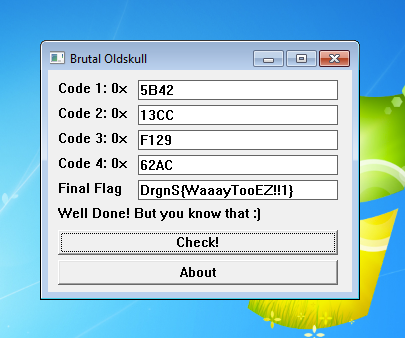 Brutal Oldskull
Code 1: 0x 5B42
Code 2: 0x 13CC
Code 3: 0x F129
Code 4: 0x 62AC
Final Flag DrgnS{WaaayTooEZ!!1}
Well Done! But you know that :]
Check!
About